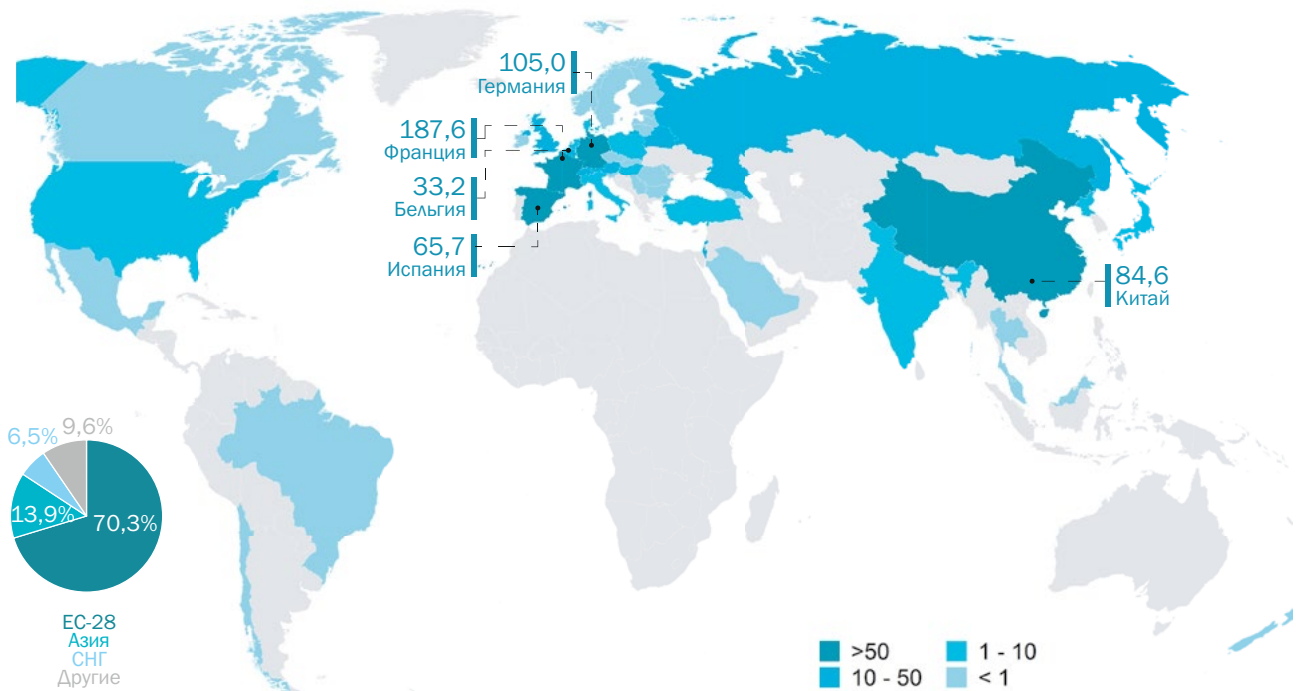 105,0
Германия
187,6
Франция
33,2
Бельгия
65,7
Испания
84,6
Китай
6,5%
9,6%
13,9%
70,3%
ЕС-28
Азия
СНГ
Другие
>50
10 - 50
1 - 10
< 1